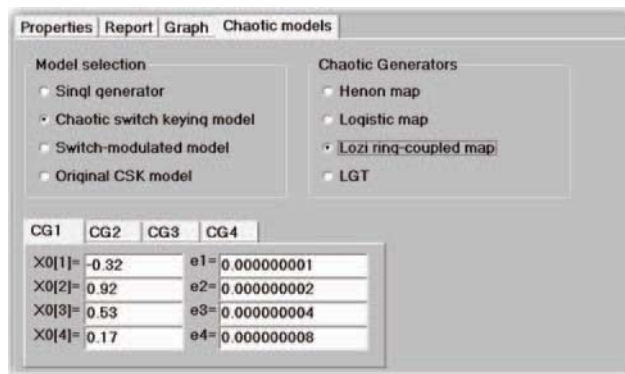 Properties Report Graph Chaotic models
Model selection
Singl generator
Chaotic switch keying model
Switch-modulated model
Original CSK model
Chaotic Generators
Henon map
Logistic map
Lozi ring-coupled map
LGT
CG1 CG2 CG3 CG4
X0[1]= -0.32 e1= 0.000000001
X0[2]= 0.92 e2= 0.000000002
X0[3]= 0.53 e3= 0.000000004
X0[4]= 0.17 e4= 0.000000008